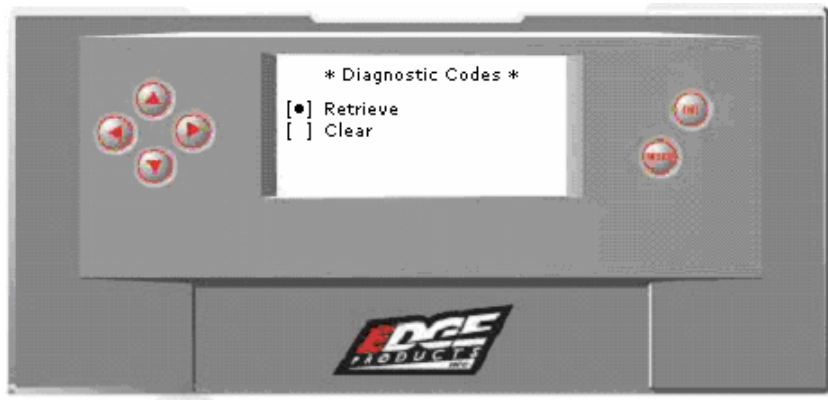 * Diagnostic Codes *
[•] Retrieve
[ ] Clear
EDGE
PRODUCTS